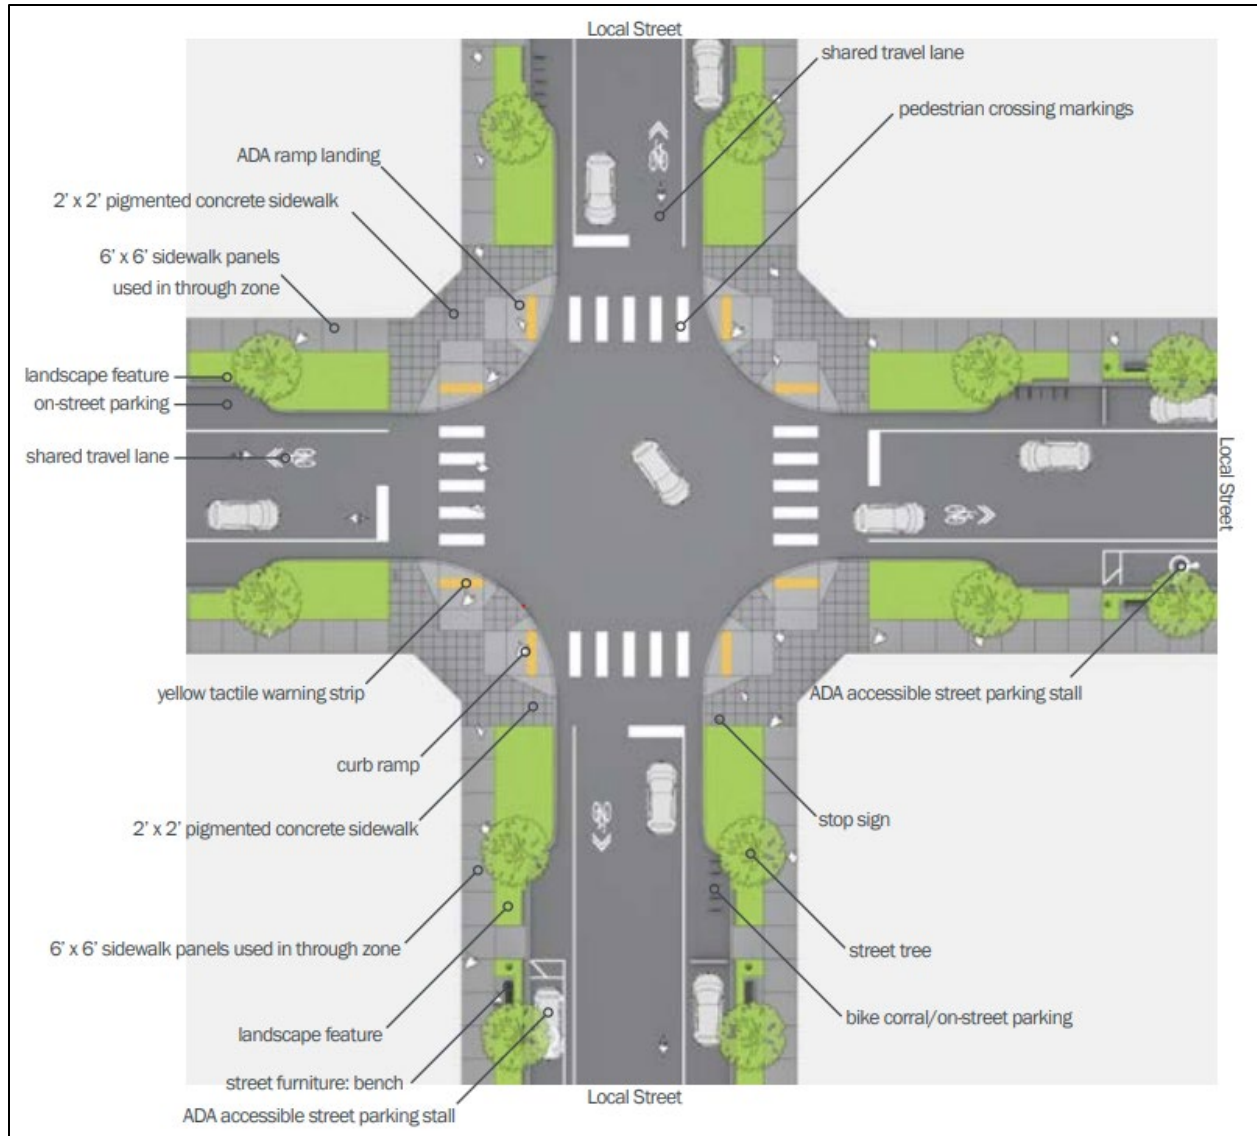 Local Street
shared travel lane
pedestrian crossing markings
ADA ramp landing
2' x 2' pigmented concrete sidewalk
6' x 6' sidewalk panels
used in through zone
landscape feature
on-street parking
shared travel lane
Local Street
yellow tactile warning strip
ADA accessible street parking stall
curb ramp
2' x 2' pigmented concrete sidewalk
stop sign
6' x 6' sidewalk panels used in through zone
street tree
landscape feature
bike corral/on-street parking
street furniture: bench
ADA accessible street parking stall
Local Street